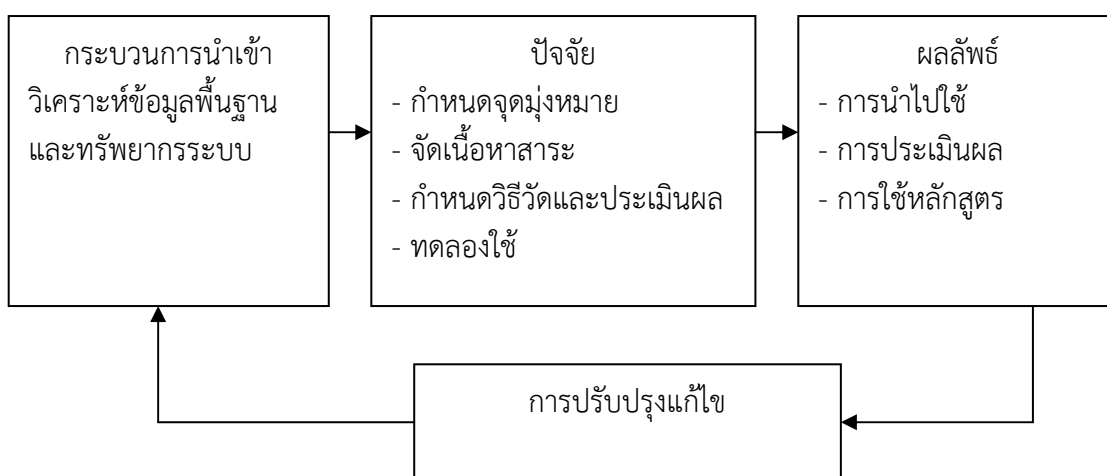 กระบวนการนำเข้า
วิเคราะห์ข้อมูลพื้นฐาน
และทรัพยากรระบบ
ปัจจัย
- กำหนดจุดมุ่งหมาย
- จัดเนื้อหาสาระ
- กำหนดวิธีวัดและประเมินผล
- ทดลองใช้
ผลลัพธ์
- การนำไปใช้
- การประเมินผล
- การใช้หลักสูตร
การปรับปรุงแก้ไข